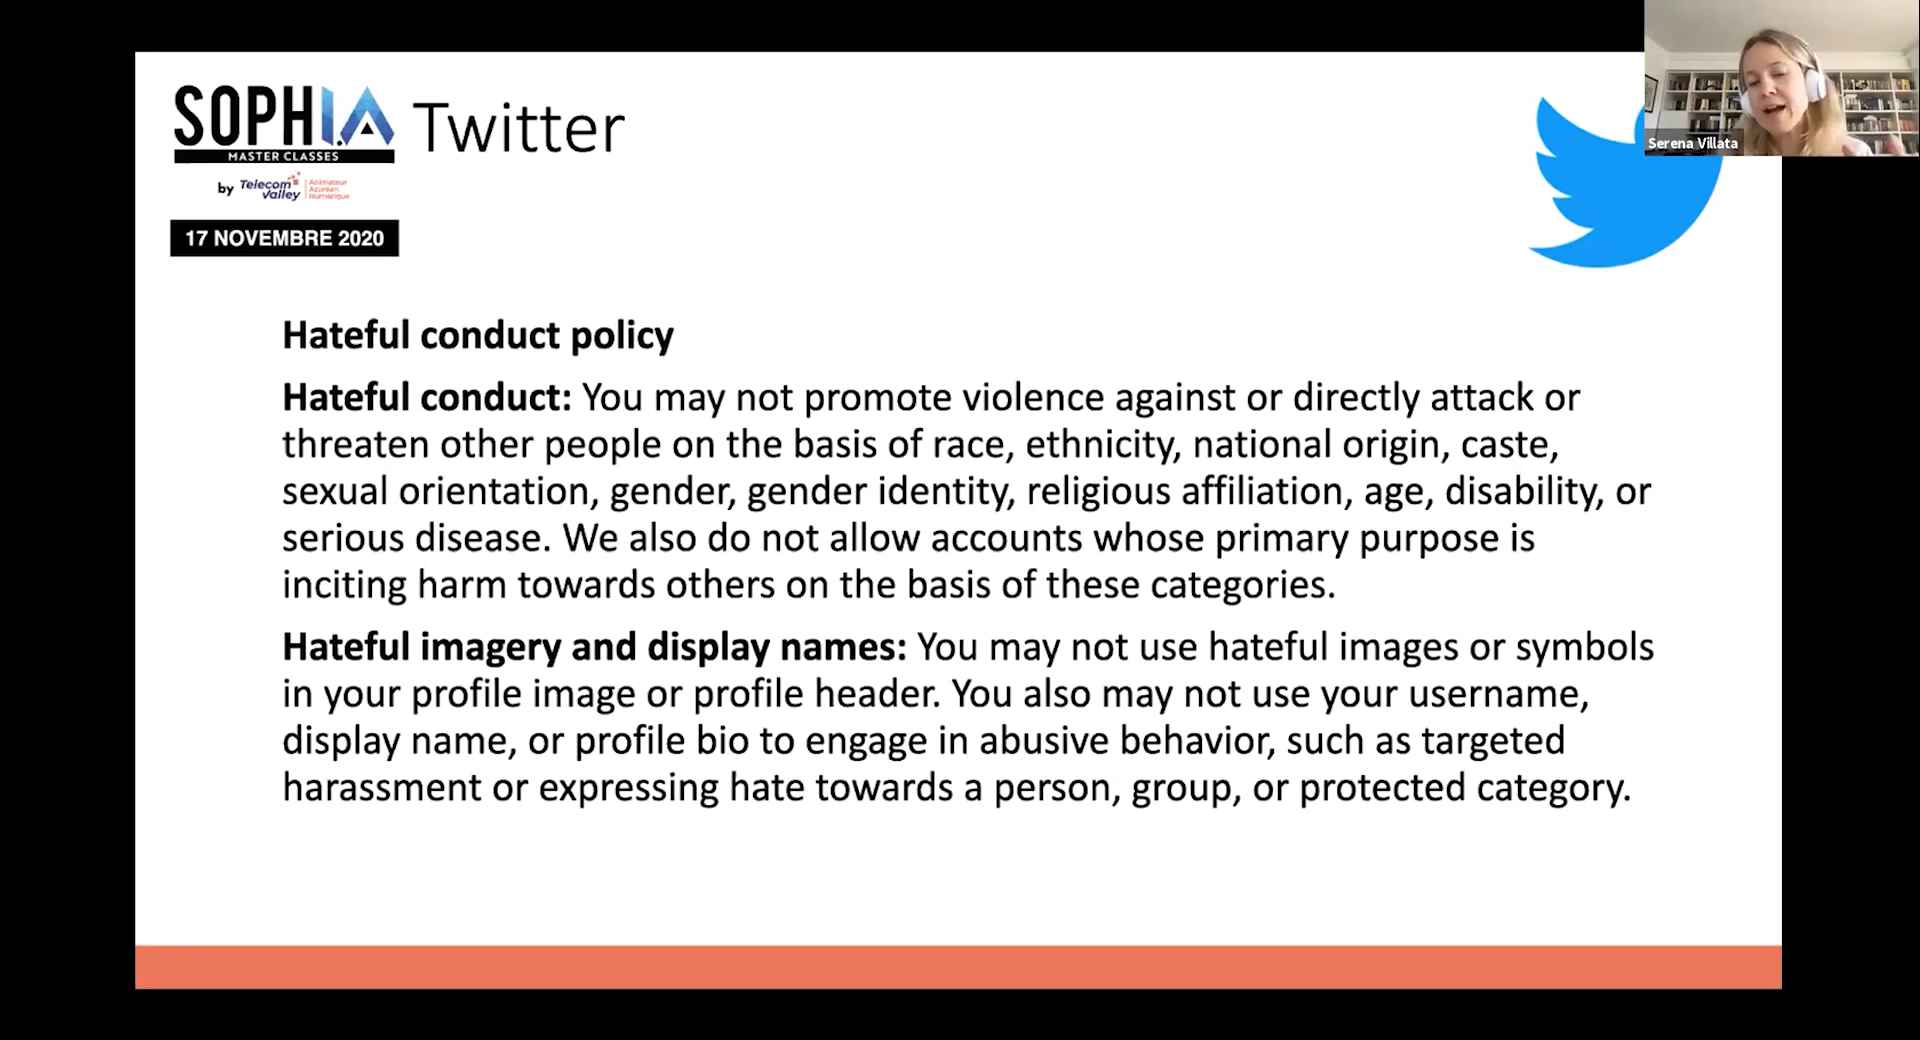 SOPHI.A
MASTER CLASSES
by Telecom Valley
Animateur
Azuréen
Numérique
17 NOVEMBRE 2020
Twitter
Serena Villata
Hateful conduct policy
Hateful conduct: You may not promote violence against or directly attack or
threaten other people on the basis of race, ethnicity, national origin, caste,
sexual orientation, gender, gender identity, religious affiliation, age, disability, or
serious disease. We also do not allow accounts whose primary purpose is
inciting harm towards others on the basis of these categories.
Hateful imagery and display names: You may not use hateful images or symbols
in your profile image or profile header. You also may not use your username,
display name, or profile bio to engage in abusive behavior, such as targeted
harassment or expressing hate towards a person, group, or protected category.